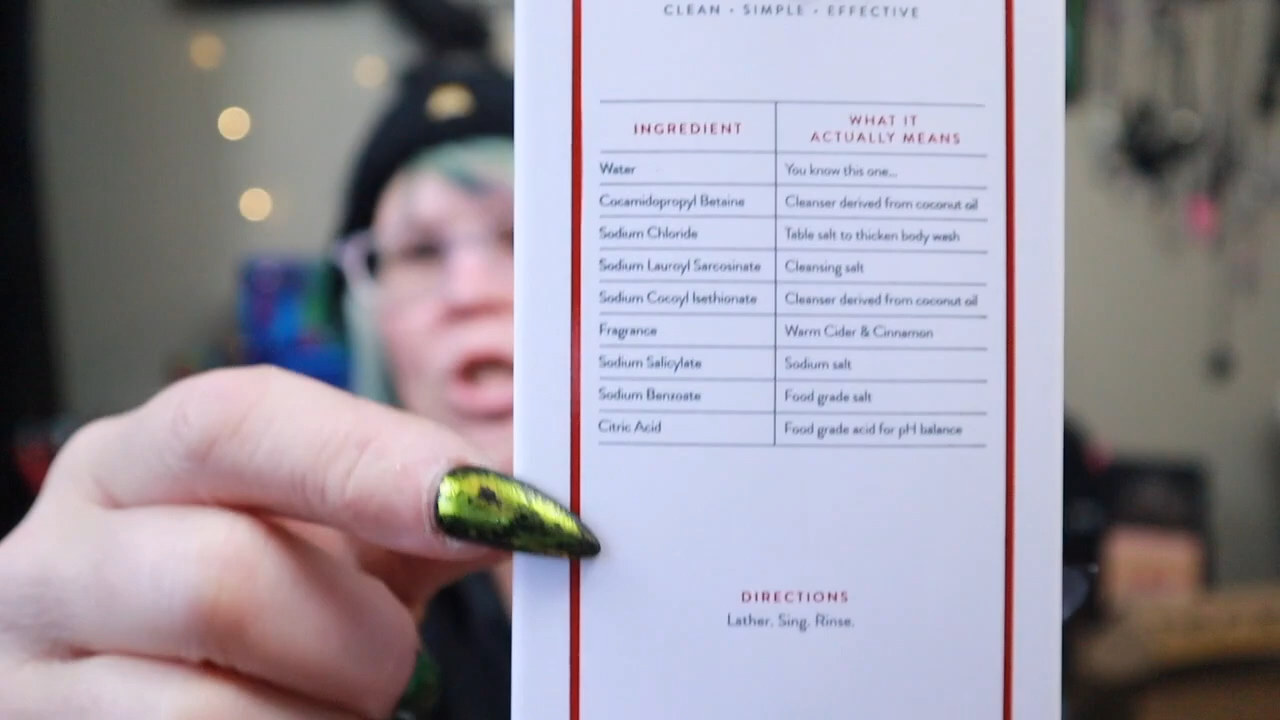 CLEAN • SIMPLE • EFFECTIVE
INGREDIENT
WHAT IT
ACTUALLY MEANS
Water
You know this one...
Cocamidopropyl Betaine
Cleanser derived from coconut oil
Sodium Chloride
Table salt to thicken body wash
Sodium Lauroyl Sarcosinate
Cleansing salt
Sodium Cocoyl Isethionate
Cleanser derived from coconut oil
Fragrance
Warm Cider & Cinnamon
Sodium Salicylate
Sodium salt
Sodium Benzoate
Food grade salt
Citric Acid
Food grade acid for pH balance
DIRECTIONS
Lather. Sing. Rinse.